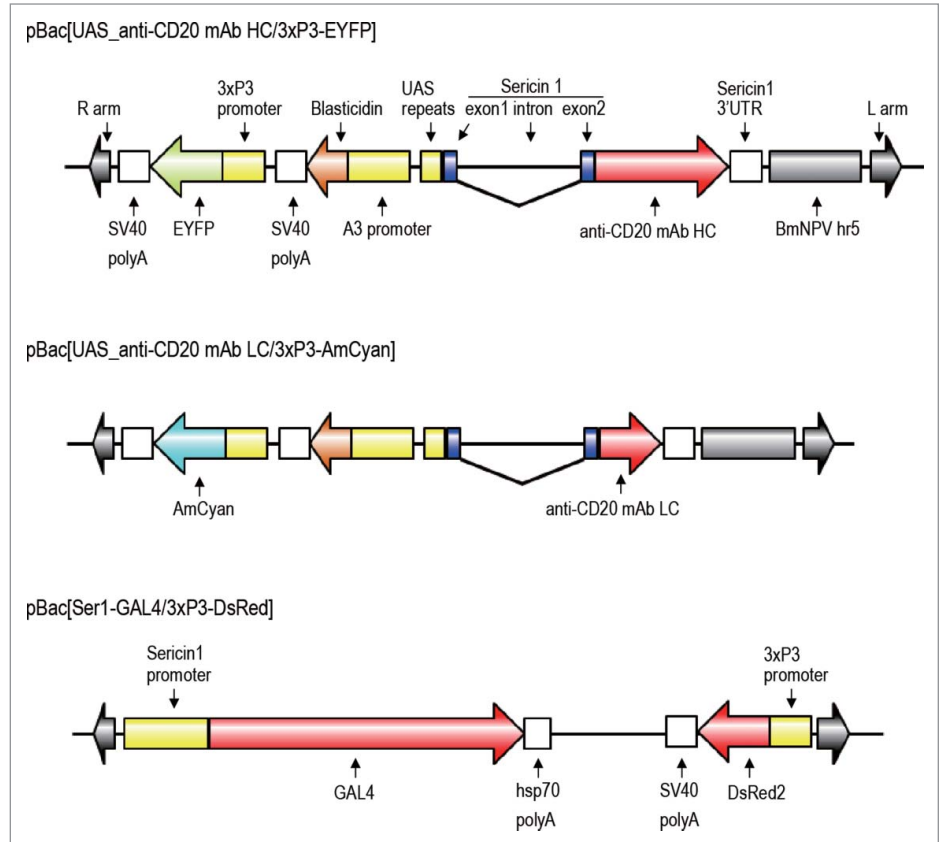 pBac[UAS_anti-CD20 mAb HC/3xP3-EYFP]
3xP3
promoter
UAS
repeats
Sericin 1
Sericin1
3'UTR
R arm
Blasticidin
exon1 intron exon2
L arm
SV40
polyA
EYFP
SV40
polyA
A3 promoter
anti-CD20 mAb HC
BmNPV hr5
pBac[UAS_anti-CD20 mAb LC/3xP3-AmCyan]
AmCyan
anti-CD20 mAb LC
pBac[Ser1-GAL4/3xP3-DsRed]
Sericin1
promoter
3xP3
promoter
GAL4
hsp70
polyA
SV40
polyA
DsRed2